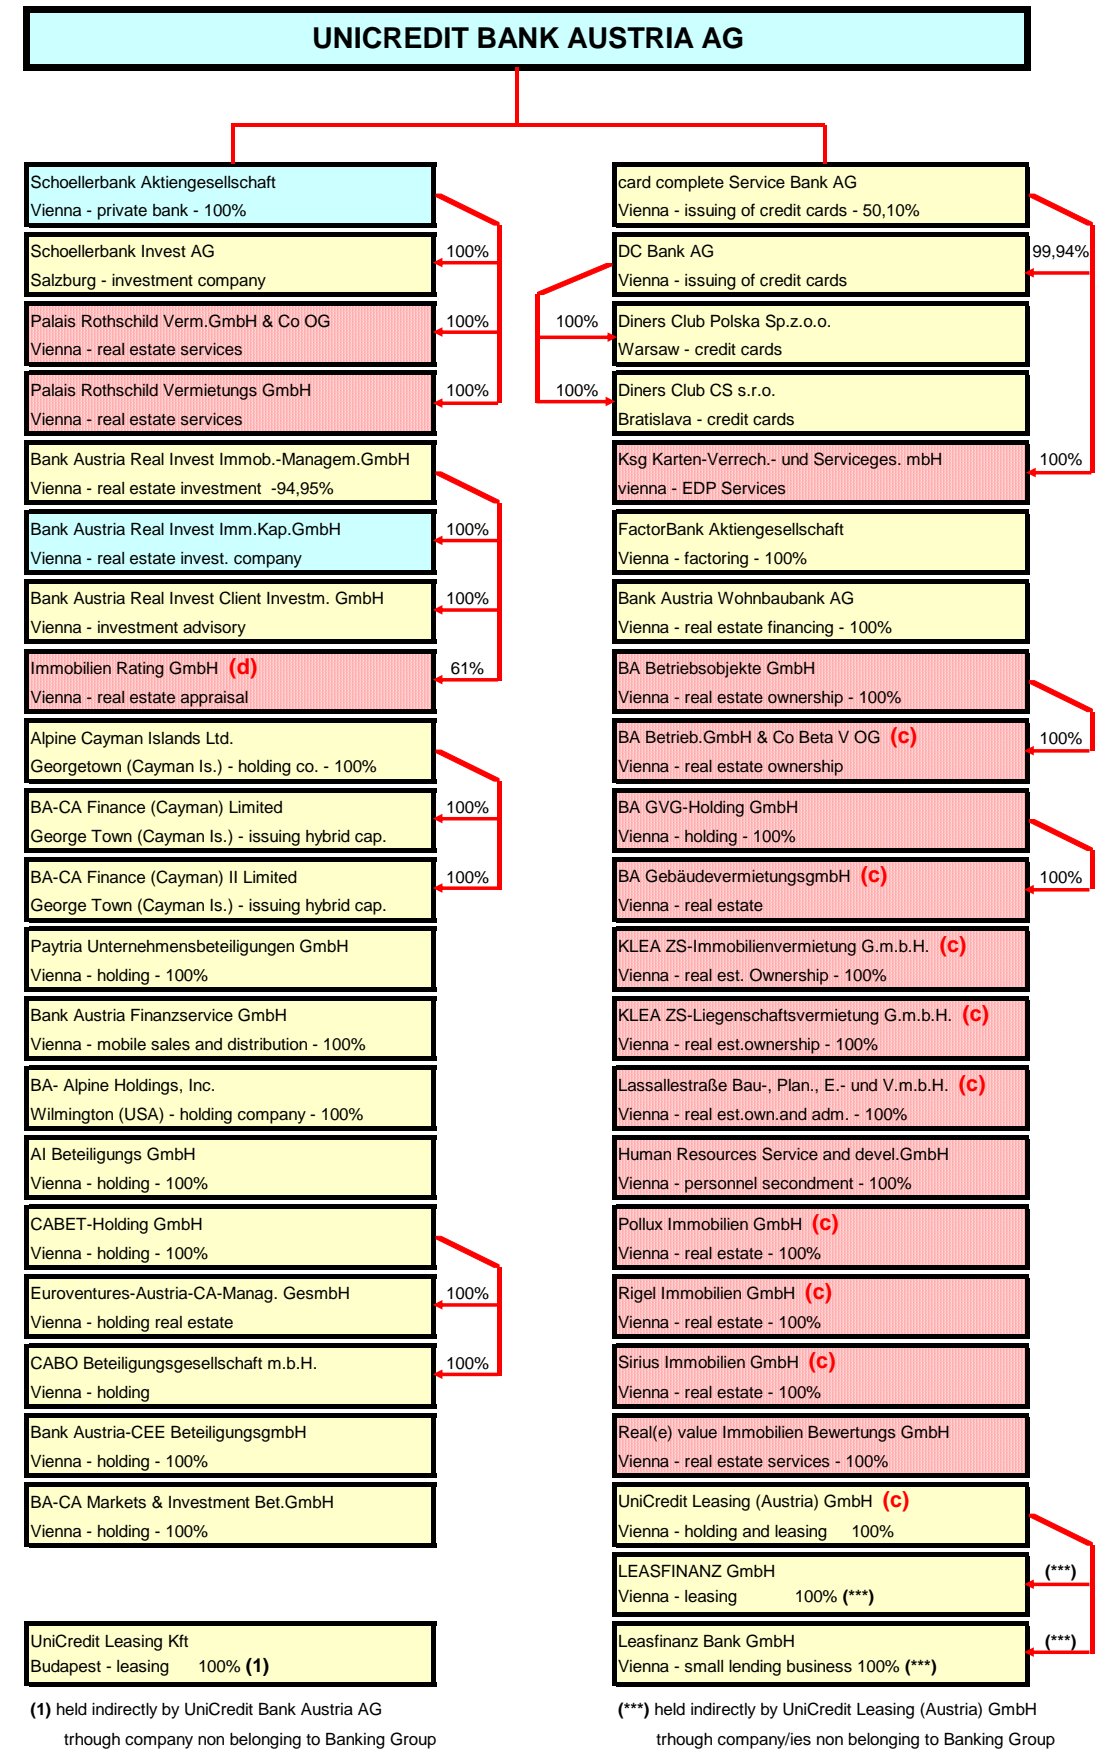 UNICREDIT BANK AUSTRIA AG
Schoellerbank Aktiengesellschaft
Vienna - private bank - 100%
Schoellerbank Invest AG
Salzburg - investment company
100%
Palais Rothschild Verm.GmbH & Co OG
Vienna - real estate services
100%
Palais Rothschild Vermietungs GmbH
Vienna - real estate services
100%
Bank Austria Real Invest Immob.-Managem.GmbH
Vienna - real estate investment -94,95%
Bank Austria Real Invest Imm.Kap.GmbH
Vienna - real estate invest. company
100%
Bank Austria Real Invest Client Investm. GmbH
Vienna - investment advisory
100%
Immobilien Rating GmbH (d)
Vienna - real estate appraisal
61%
Alpine Cayman Islands Ltd.
Georgetown (Cayman Is.) - holding co. - 100%
BA-CA Finance (Cayman) Limited
George Town (Cayman Is.) - issuing hybrid cap.
100%
BA-CA Finance (Cayman) II Limited
George Town (Cayman Is.) - issuing hybrid cap.
100%
Paytria Unternehmensbeteiligungen GmbH
Vienna - holding - 100%
Bank Austria Finanzservice GmbH
Vienna - mobile sales and distribution - 100%
BA- Alpine Holdings, Inc.
Wilmington (USA) - holding company - 100%
AI Beteiligungs GmbH
Vienna - holding - 100%
CABET-Holding GmbH
Vienna - holding - 100%
Euroventures-Austria-CA-Manag. GesmbH
Vienna - holding real estate
100%
CABO Beteiligungsgesellschaft m.b.H.
Vienna - holding
100%
Bank Austria-CEE BeteiligungsgmbH
Vienna - holding - 100%
BA-CA Markets & Investment Bet.GmbH
Vienna - holding - 100%
UniCredit Leasing Kft
Budapest - leasing 100% (1)
(1) held indirectly by UniCredit Bank Austria AG
trhough company non belonging to Banking Group
card complete Service Bank AG
Vienna - issuing of credit cards - 50,10%
DC Bank AG
Vienna - issuing of credit cards
99,94%
100%
Diners Club Polska Sp.z.o.o.
Warsaw - credit cards
100%
Diners Club CS s.r.o.
Bratislava - credit cards
Ksg Karten-Verrech.- und Serviceges. mbH
vienna - EDP Services
100%
FactorBank Aktiengesellschaft
Vienna - factoring - 100%
Bank Austria Wohnbaubank AG
Vienna - real estate financing - 100%
BA Betriebsobjekte GmbH
Vienna - real estate ownership - 100%
BA Betrieb.GmbH & Co Beta V OG (c)
Vienna - real estate ownership
100%
BA GVG-Holding GmbH
Vienna - holding - 100%
BA GebäudevermietungsgmbH (c)
Vienna - real estate
100%
KLEA ZS-Immobilienvermietung G.m.b.H. (c)
Vienna - real est. Ownership - 100%
KLEA ZS-Liegenschaftsvermietung G.m.b.H. (c)
Vienna - real est.ownership - 100%
Lassallestraße Bau-, Plan., E.- und V.m.b.H. (c)
Vienna - real est.own.and adm. - 100%
Human Resources Service and devel.GmbH
Vienna - personnel secondment - 100%
Pollux Immobilien GmbH (c)
Vienna - real estate - 100%
Rigel Immobilien GmbH (c)
Vienna - real estate - 100%
Sirius Immobilien GmbH (c)
Vienna - real estate - 100%
Real(e) value Immobilien Bewertungs GmbH
Vienna - real estate services - 100%
UniCredit Leasing (Austria) GmbH (c)
Vienna - holding and leasing 100%
LEASFINANZ GmbH
Vienna - leasing 100% (***)
(***)
Leasfinanz Bank GmbH
Vienna - small lending business 100% (***)
(***)
(***) held indirectly by UniCredit Leasing (Austria) GmbH
trhough company/ies non belonging to Banking Group